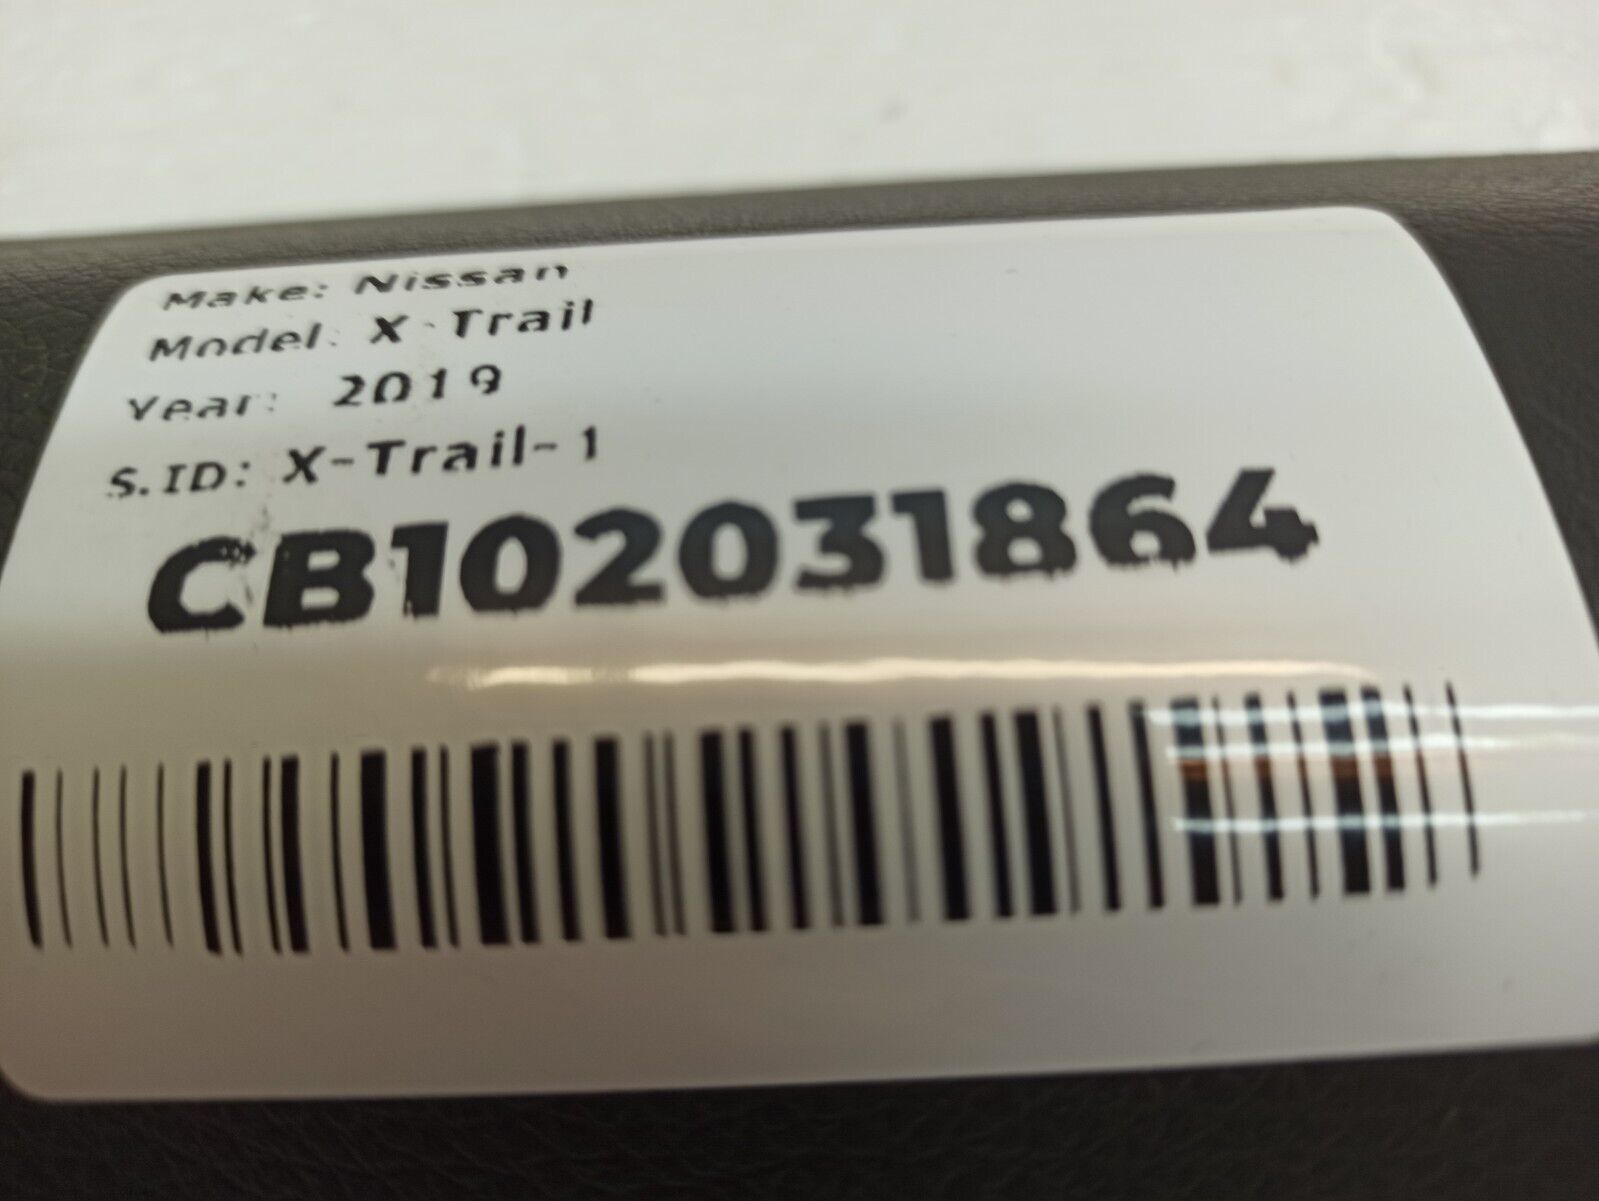 Make: Nissan
Model: X-Trail
Year: 2019
S.ID: X-Trail-1
CB102031864